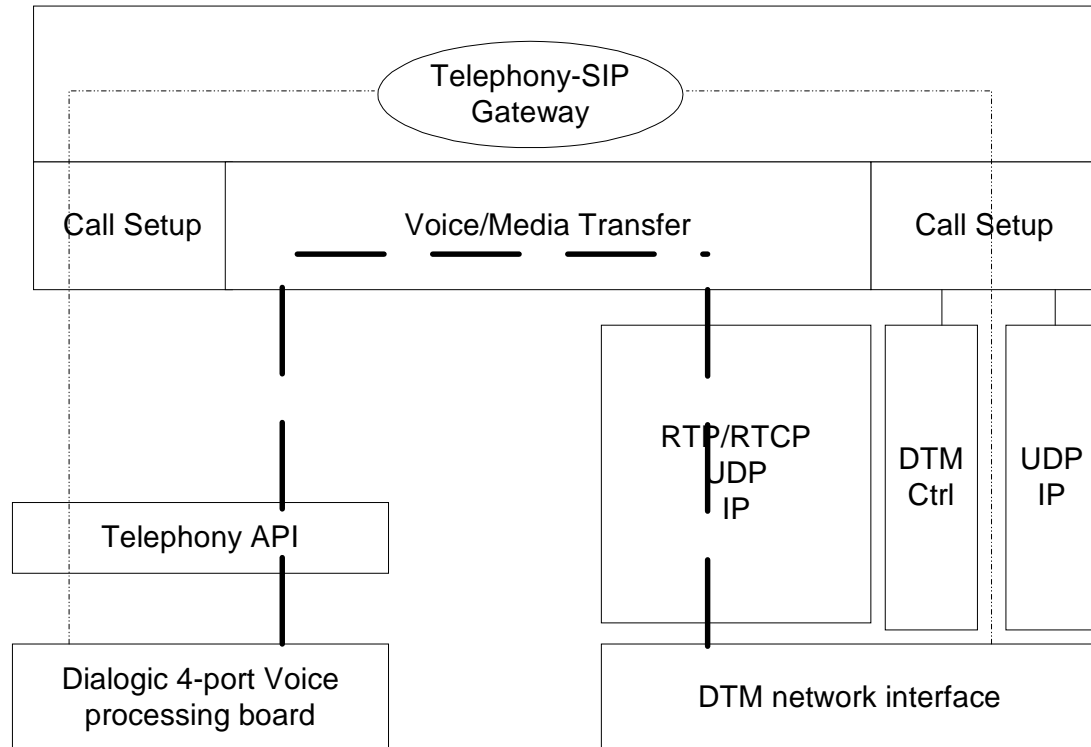 Telephony-SIP
Gateway
Call Setup
Voice/Media Transfer
Call Setup
RTP/RTCP
UDP
IP
DTM
Ctrl
UDP
IP
Telephony API
Dialogic 4-port Voice
processing board
DTM network interface